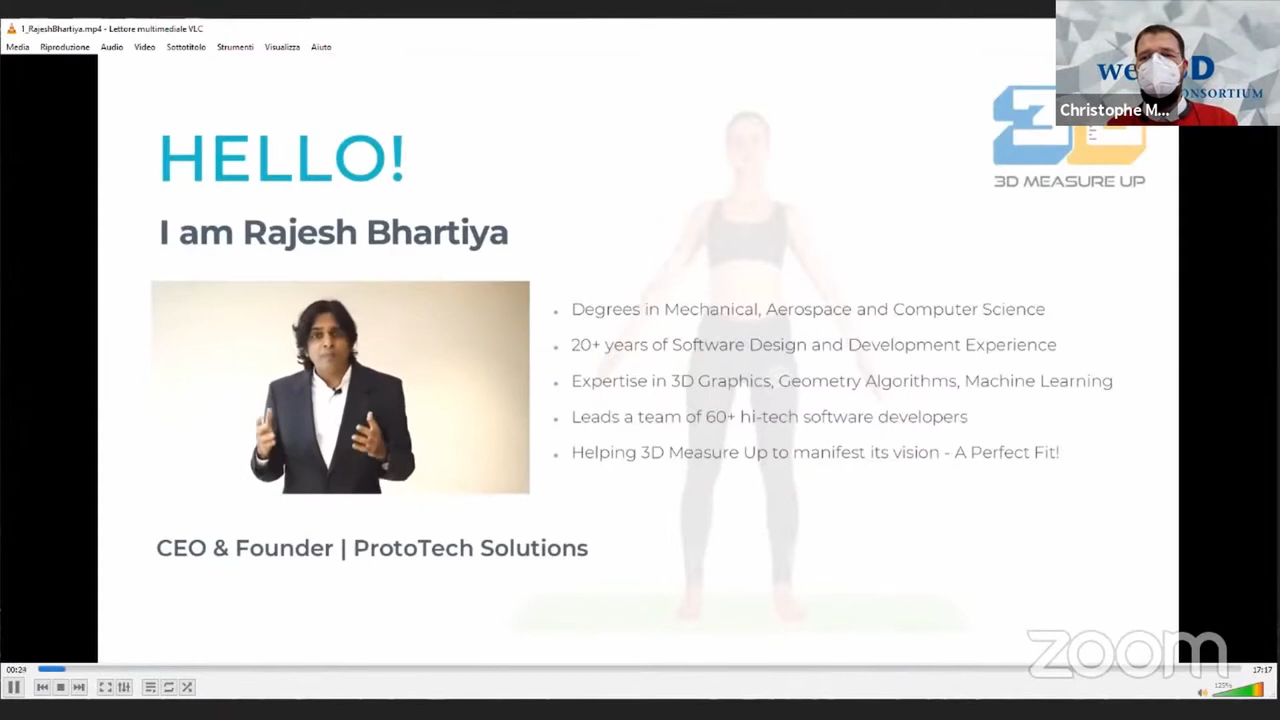 1_RajeshBhartiya.mp4 - Lettore multimediale VLC
Media Riproduzione Audio Video Sottotitolo Strumenti Visualizza Aiuto
HELLO!
I am Rajesh Bhartiya
3D MEASURE UP
Christophe M...
Degrees in Mechanical, Aerospace and Computer Science
20+ years of Software Design and Development Experience
Expertise in 3D Graphics, Geometry Algorithms, Machine Learning
Leads a team of 60+ hi-tech software developers
Helping 3D Measure Up to manifest its vision - A Perfect Fit!
CEO & Founder | ProtoTech Solutions
zoom
00:24
17:17
125%